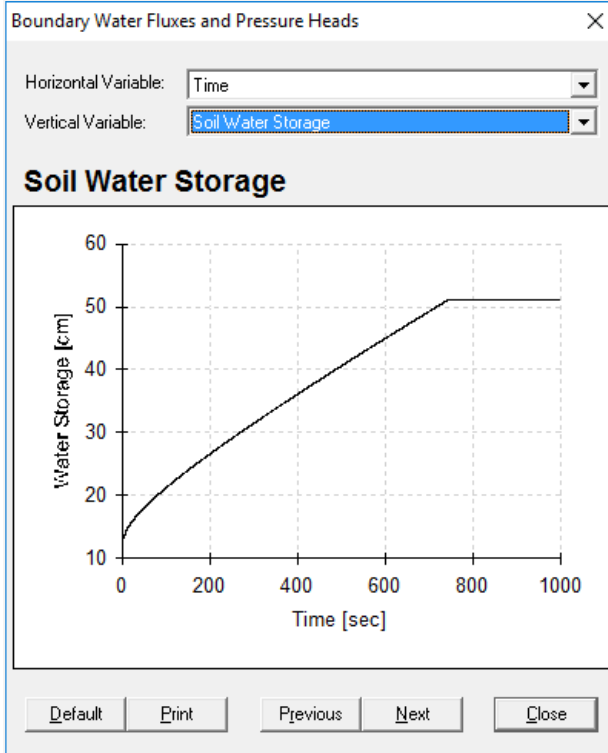 Boundary Water Fluxes and Pressure Heads
Horizontal Variable: Time
Vertical Variable: Soil Water Storage
Soil Water Storage
60
50
40
30
20
10
Water Storage [cm]
0 200 400 600 800 1000
Time [sec]
Default Print Previous Next Close